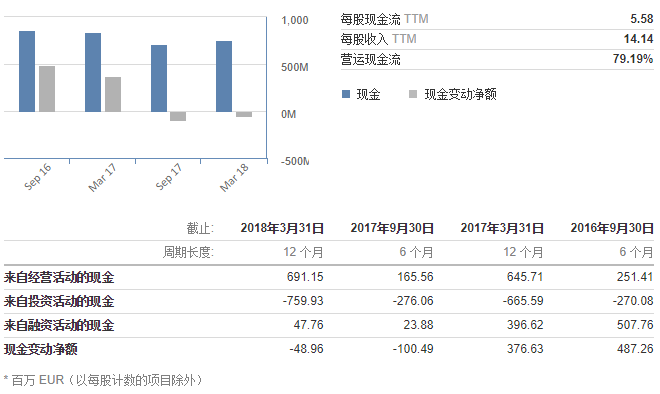 1,000
500M
0M
-500M
Sep 16
Mar 17
Sep 17
Mar 18
每股现金流 TTM 5.58
每股收入 TTM 14.14
营运现金流 79.19%
现金 现金变动净额
截止: 2018年3月31日 2017年9月30日 2017年3月31日 2016年9月30日
周期长度: 12 个月 6 个月 12 个月 6 个月
来自经营活动的现金 691.15 165.56 645.71 251.41
来自投资活动的现金 -759.93 -276.06 -665.59 -270.08
来自融资活动的现金 47.76 23.88 396.62 507.76
现金变动净额 -48.96 -100.49 376.63 487.26
* 百万 EUR（以每股计数的项目除外）